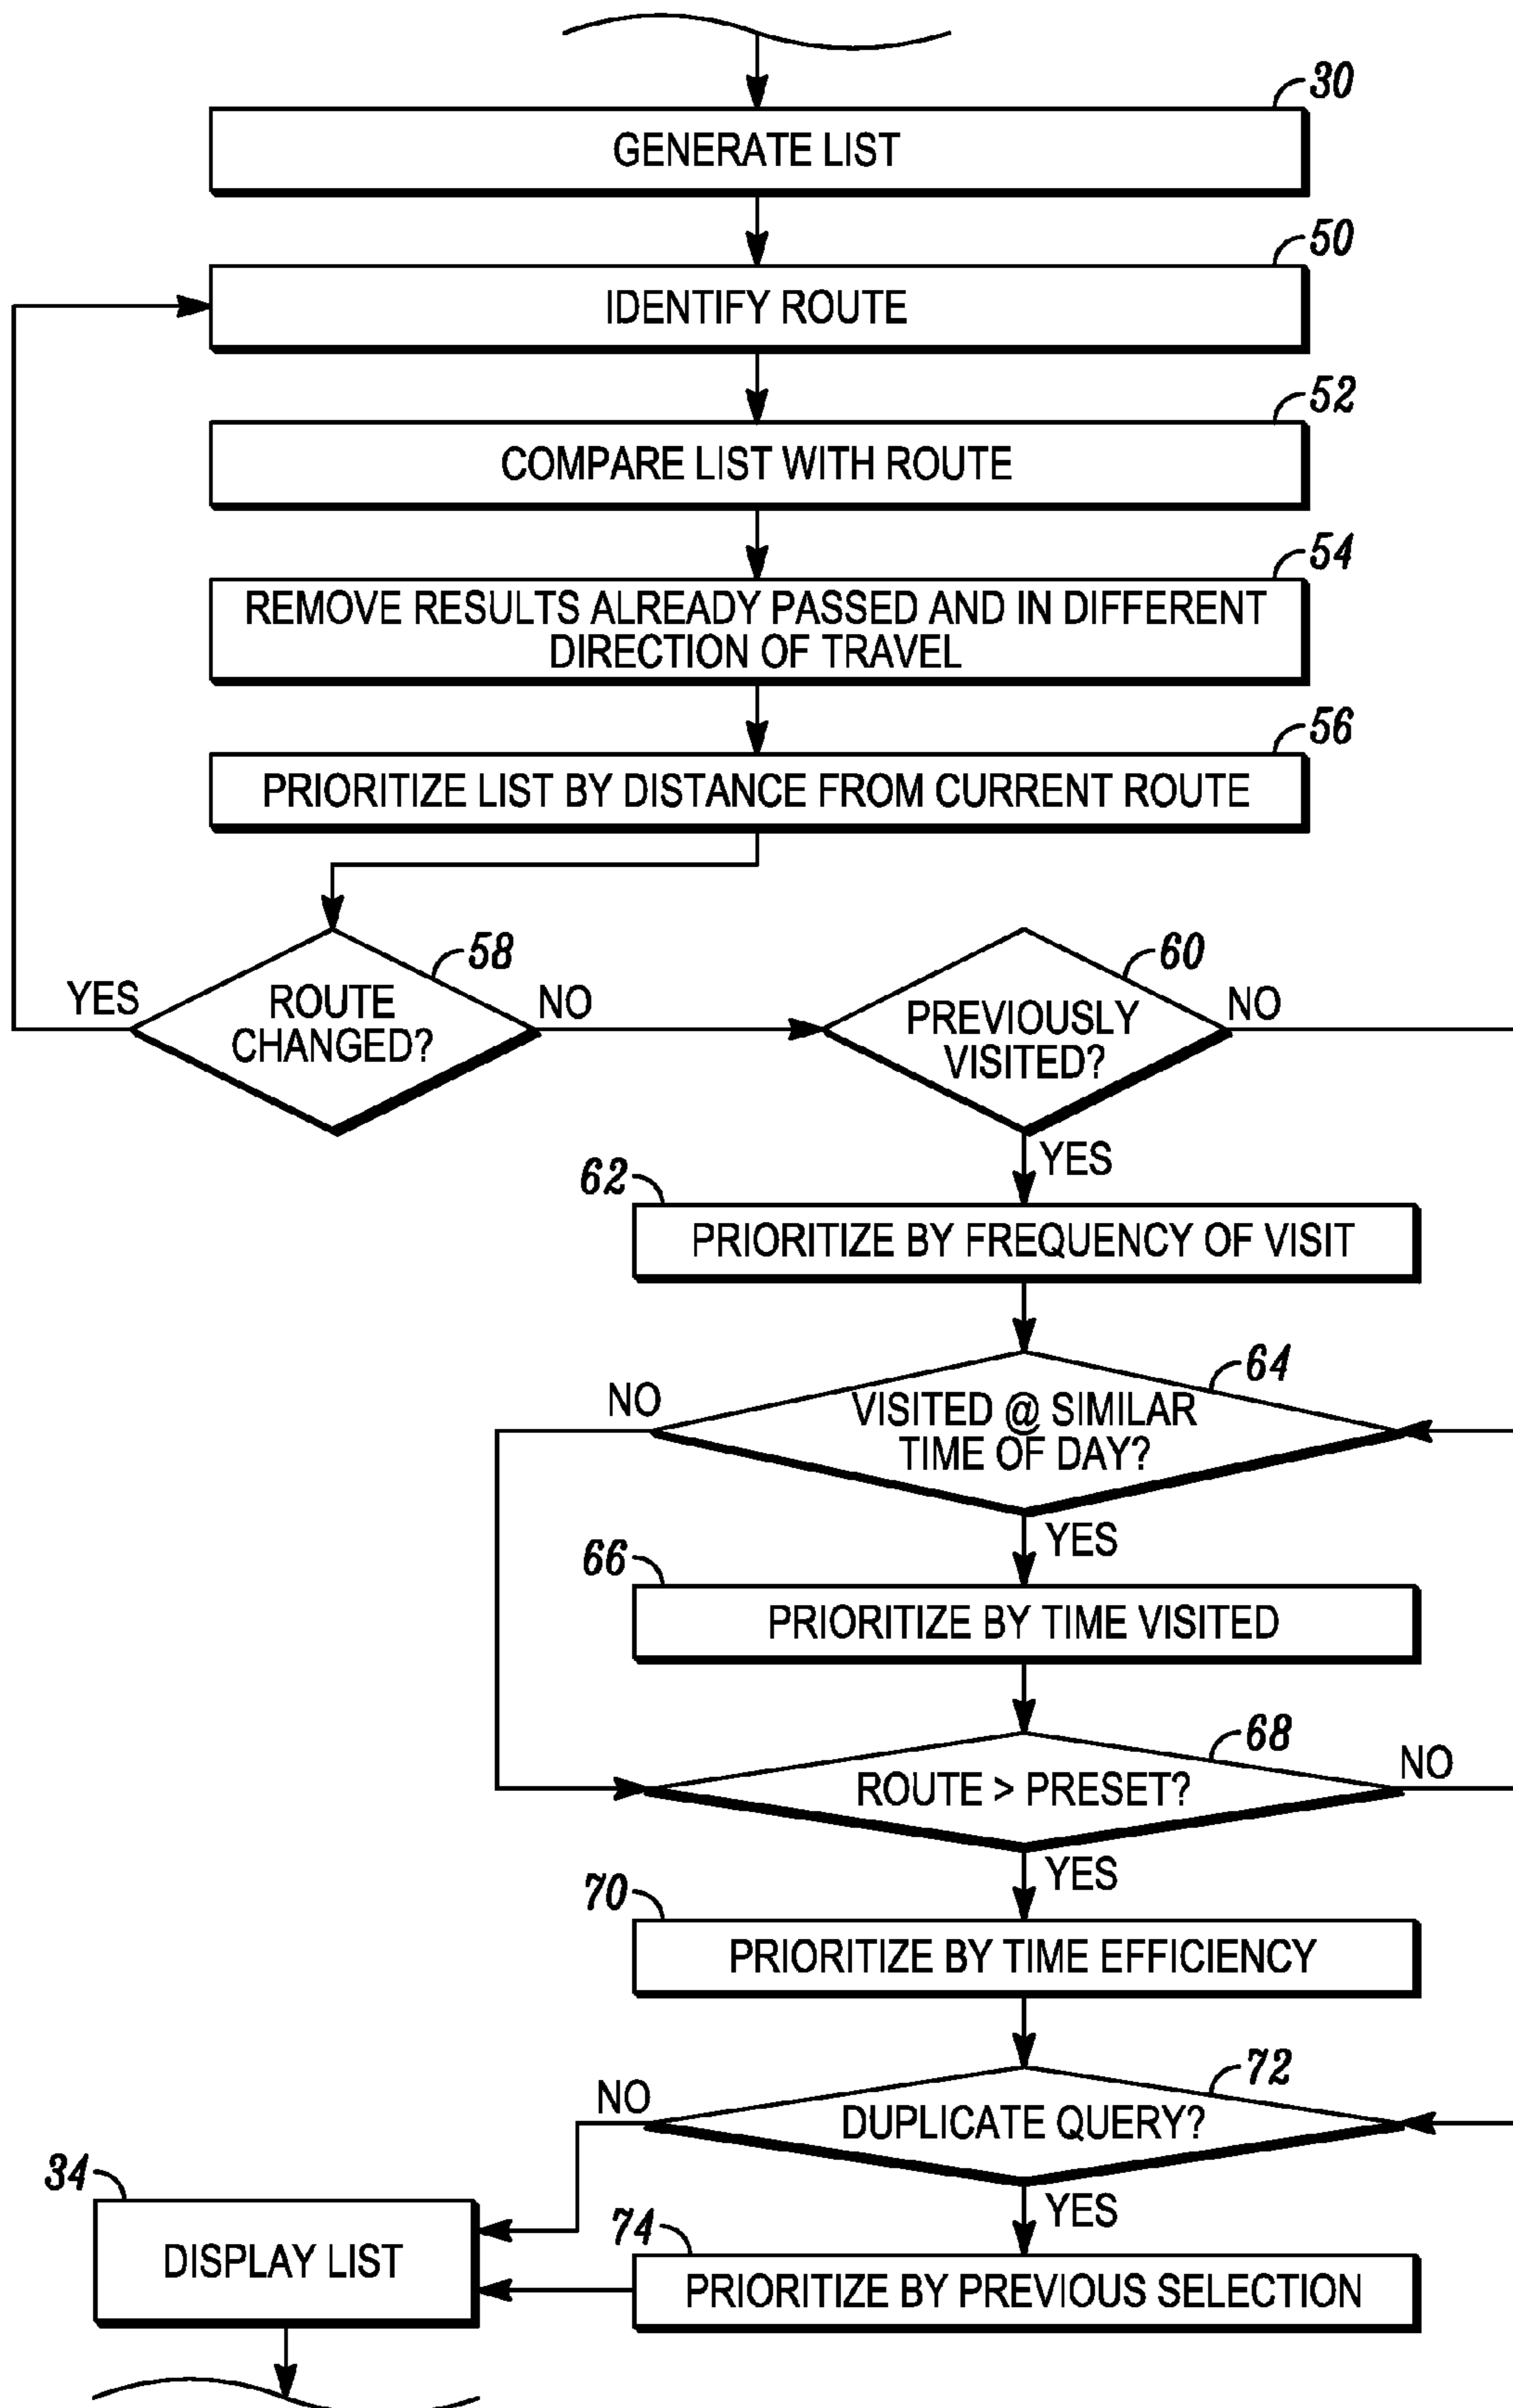 30
GENERATE LIST
50
IDENTIFY ROUTE
52
COMPARE LIST WITH ROUTE
54
REMOVE RESULTS ALREADY PASSED AND IN DIFFERENT
DIRECTION OF TRAVEL
56
PRIORITIZE LIST BY DISTANCE FROM CURRENT ROUTE
58
YES
ROUTE
CHANGED?
NO
60
PREVIOUSLY
VISITED?
NO
YES
62
PRIORITIZE BY FREQUENCY OF VISIT
64
NO
VISITED @ SIMILAR
TIME OF DAY?
YES
66
PRIORITIZE BY TIME VISITED
68
ROUTE > PRESET?
NO
YES
70
PRIORITIZE BY TIME EFFICIENCY
72
NO
DUPLICATE QUERY?
YES
34
DISPLAY LIST
74
PRIORITIZE BY PREVIOUS SELECTION